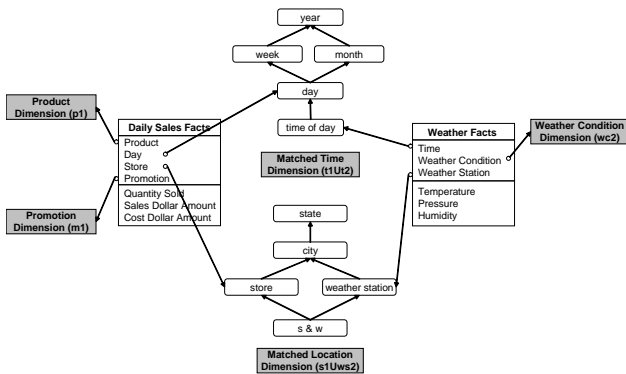 year
week
month
day
time of day
Matched Time
Dimension (t1Ut2)
Product
Dimension (p1)
Promotion
Dimension (m1)
Daily Sales Facts
Product
Day
Store
Promotion
Quantity Sold
Sales Dollar Amount
Cost Dollar Amount
Weather Facts
Time
Weather Condition
Weather Station
Temperature
Pressure
Humidity
Weather Condition
Dimension (wc2)
state
city
store
weather station
s & w
Matched Location
Dimension (s1Uws2)